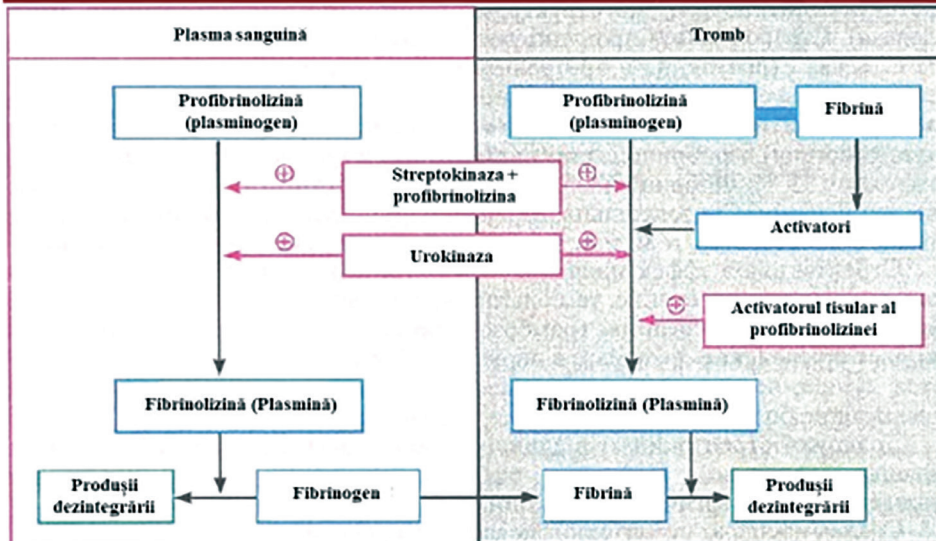 Plasma sanguină
Tromb
Profibrinolizină
(plasminogen)
Profibrinolizină
(plasminogen)
Fibrină
Streptokinaza +
profibrinolizina
Activatori
Urokinaza
Activatorul tisular al
profibrinolizinei
Fibrinolizină (Plasmină)
Fibrinolizină (Plasmină)
Produșii
dezintegrării
Fibrinogen
Fibrină
Produșii
dezintegrării